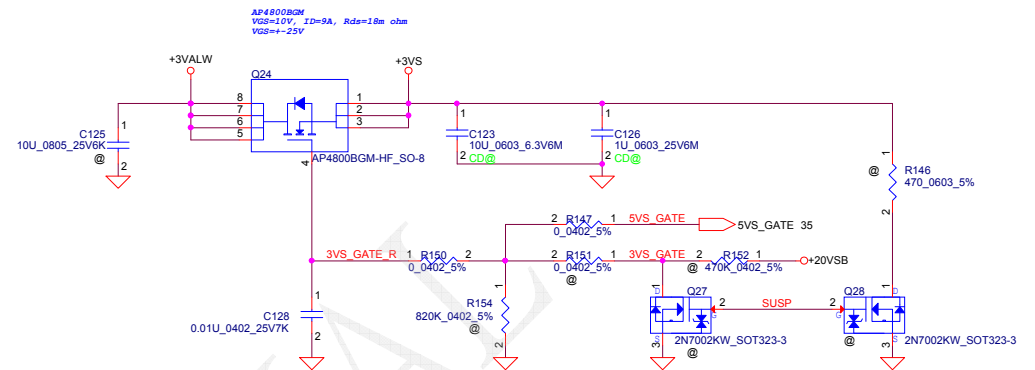 AP4800BGM
VGS=10V, ID=9A, Rds=18m ohm
VGS=+-25V
+3VALW
+3VS
Q24
8
7
6
5
1
2
3
4
AP4800BGM-HF_SO-8
1
C125
10U_0805_25V6K
@
2
1
C123
10U_0603_6.3V6M
2
CD@
1
C126
1U_0603_25V6M
2
CD@
1
@
R146
470_0603_5%
2
2
R147
1
5VS_GATE
5VS_GATE 35
0_0402_5%
3VS_GATE_R
1
R150
2
0_0402_5%
2
R151
1
3VS_GATE
0_0402_5%
@
2
R152
1
+20VSB
@
470K_0402_5%
1
C128
0.01U_0402_25V7K
2
1
R154
820K_0402_5%
@
2
1
D
Q27
G
2
SUSP
S
3
2N7002KW_SOT323-3
@
1
D
Q28
2
G
@
S
3
2N7002KW_SOT323-3